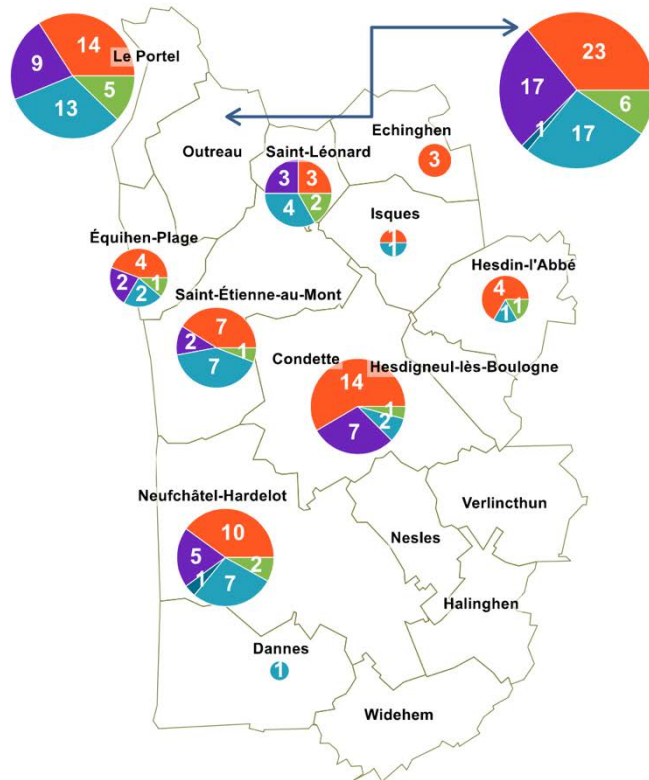 14
9
5
13
Le Portel
23
17
6
1
17
Echinghen
3
Outreau
Saint-Léonard
3
3
4
2
Isques
1
1
Équihen-Plage
4
2
1
2
Hesdin-l'Abbé
4
1
1
Saint-Étienne-au-Mont
7
2
1
7
Condette
Hesdigneul-lès-Boulogne
14
1
2
7
Neufchâtel-Hardelot
10
5
2
1
7
Verlincthun
Nesles
Halinghen
Dannes
1
Widehem